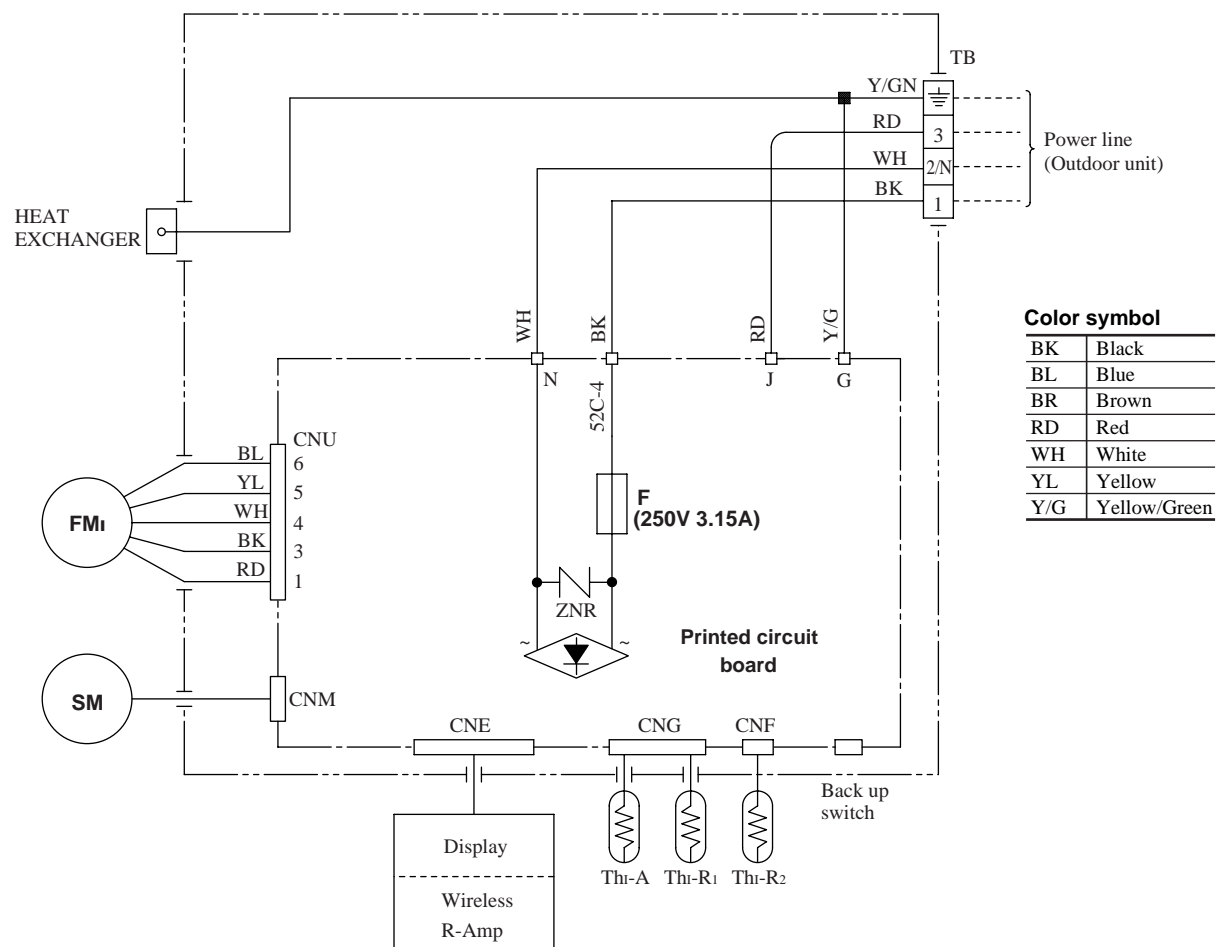 TB
Y/GN
RD
3
WH
2/N
BK
1
Power line
(Outdoor unit)
HEAT
EXCHANGER
WH
BK
RD
Y/G
N
J
G
52C-4
Color symbol
BK Black
BL Blue
BR Brown
RD Red
WH White
YL Yellow
Y/G Yellow/Green
CNU
BL 6
YL 5
WH 4
BK 3
RD 1
FMI
F
(250V 3.15A)
ZNR
~ ~
Printed circuit
board
SM
CNM
CNE
CNG
CNF
Back up
switch
Display
Wireless
R-Amp
ThI-A
ThI-R1
ThI-R2